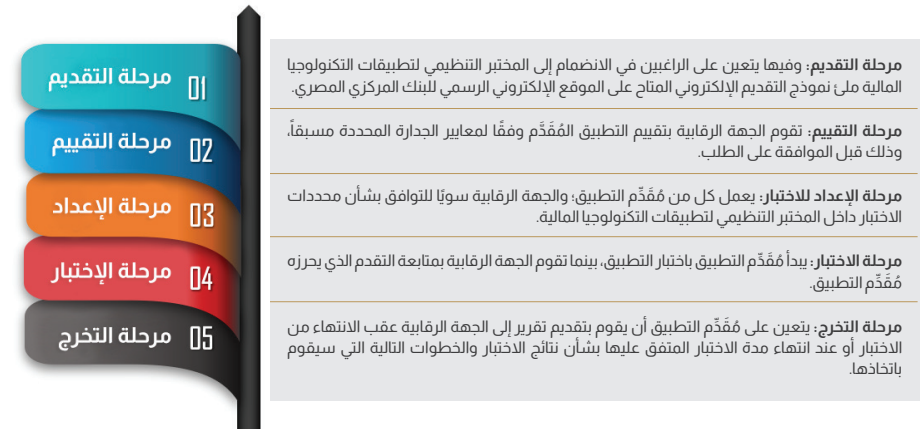 01 مرحلة التقديم
02 مرحلة التقييم
03 مرحلة الإعداد
04 مرحلة الإختبار
05 مرحلة التخرج
مرحلة التقديم: وفيها يتعين على الراغبين في الانضمام إلى المختبر التنظيمي لتطبيقات التكنولوجيا
المالية ملئ نموذج التقديم الإلكتروني المتاح على الموقع الإلكتروني الرسمي للبنك المركزي المصري.
مرحلة التقييم: تقوم الجهة الرقابية بتقييم التطبيق المُقَدَّم وفقًا لمعايير الجدارة المحددة مسبقاً،
وذلك قبل الموافقة على الطلب.
مرحلة الإعداد للاختبار: يعمل كل من مُقَدِّم التطبيق؛ والجهة الرقابية سويًا للتوافق بشأن محددات
الاختبار داخل المختبر التنظيمي لتطبيقات التكنولوجيا المالية.
مرحلة الاختبار: يبدأ مُقَدِّم التطبيق باختبار التطبيق، بينما تقوم الجهة الرقابية بمتابعة التقدم الذي يحرزه
مُقَدِّم التطبيق.
مرحلة التخرج: يتعين على مُقَدِّم التطبيق أن يقوم بتقديم تقرير إلى الجهة الرقابية عقب الانتهاء من
الاختبار أو عند انتهاء مدة الاختبار المتفق عليها بشأن نتائج الاختبار والخطوات التالية التي سيقوم
باتخاذها.